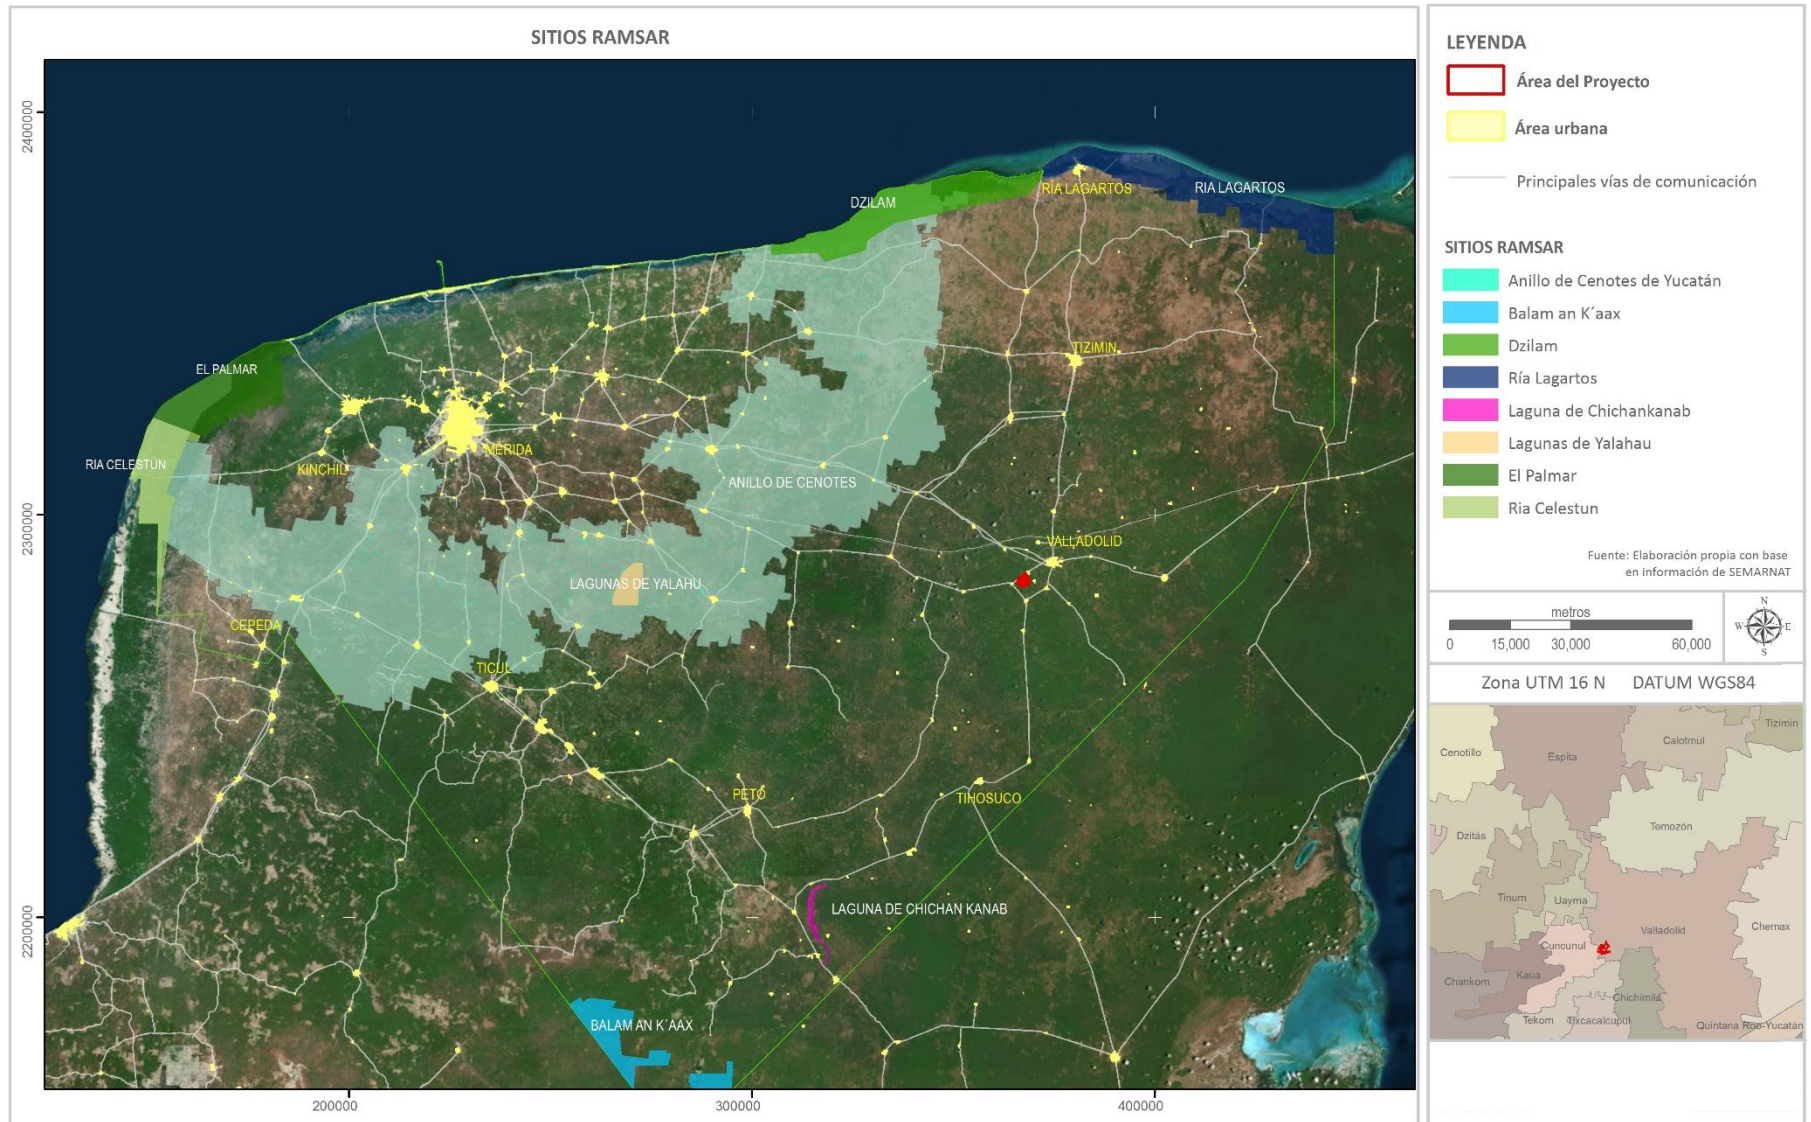 SITIOS RAMSAR
2400000
2300000
2200000
200000
300000
400000
DZILAM
RÍA LAGARTOS
RIA LAGARTOS
EL PALMAR
TIZIMIN
RIA CELESTÚN
KINCHIL
MÉRIDA
ANILLO DE CENOTES
VALLADOLID
LAGUNAS DE YALAHU
CEPEDA
TICUL
PETO
TIHOSUCO
LAGUNA DE CHICHAN KANAB
BALAM AN K´AAX
LEYENDA
Área del Proyecto
Área urbana
Principales vías de comunicación
SITIOS RAMSAR
Anillo de Cenotes de Yucatán
Balam an K´aax
Dzilam
Ría Lagartos
Laguna de Chichankanab
Lagunas de Yalahau
El Palmar
Ria Celestun
Fuente: Elaboración propia con base
en información de SEMARNAT
metros
0 15,000 30,000 60,000
N
W E
S
Zona UTM 16 N DATUM WGS84
Tizimín
Cenotillo
Calotmul
Espita
Temozón
Dzitás
Tinum
Uayma
Valladolid
Chemax
Cuncunul
Kaua
Chankom
Chichimilá
Tekom
Tixcacalcupul
Quintana Roo-Yucatán